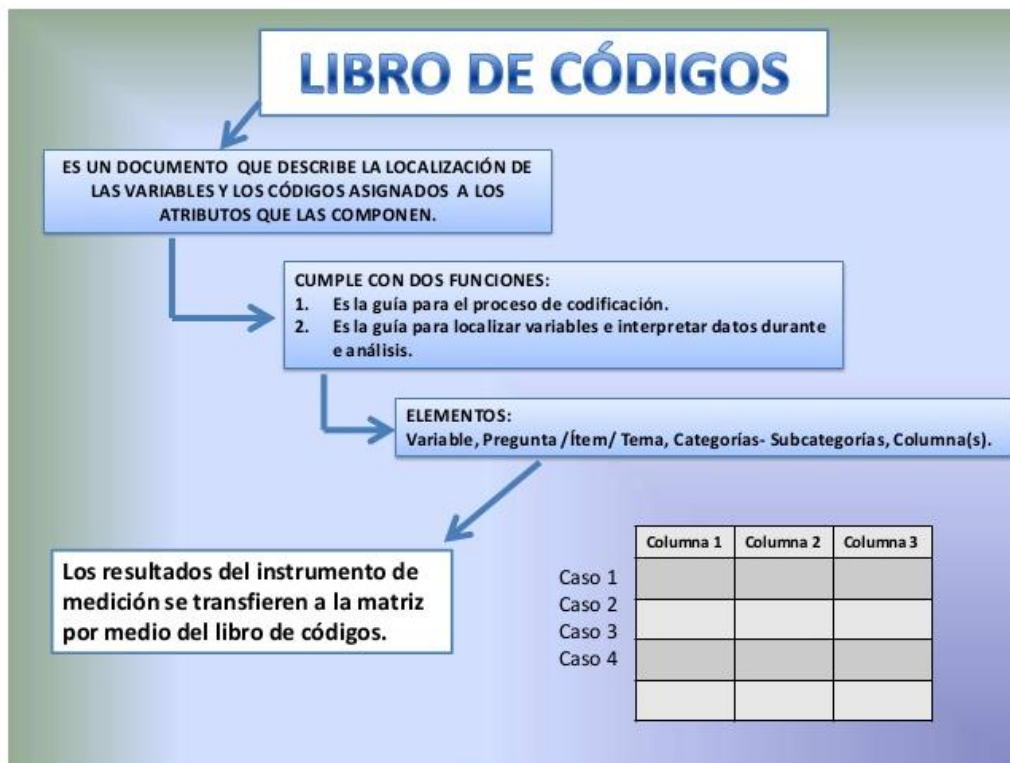 LIBRO DE CÓDIGOS
ES UN DOCUMENTO QUE DESCRIBE LA LOCALIZACIÓN DE
LAS VARIABLES Y LOS CÓDIGOS ASIGNADOS A LOS
ATRIBUTOS QUE LAS COMPONEN.
CUMPLE CON DOS FUNCIONES:
1. Es la guía para el proceso de codificación.
2. Es la guía para localizar variables e interpretar datos durante
e análisis.
ELEMENTOS:
Variable, Pregunta /Ítem/ Tema, Categorías- Subcategorías, Columna(s).
Los resultados del instrumento de
medición se transfieren a la matriz
por medio del libro de códigos.
Columna 1 Columna 2 Columna 3
Caso 1
Caso 2
Caso 3
Caso 4